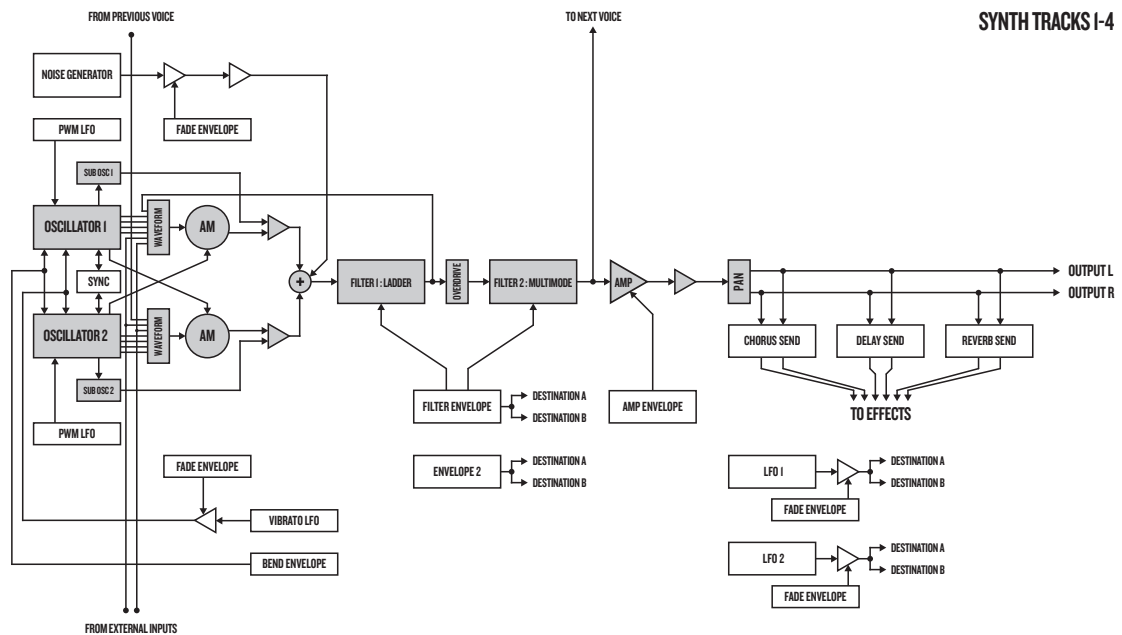 FROM PREVIOUS VOICE
TO NEXT VOICE
SYNTH TRACKS 1-4
NOISE GENERATOR
PWM LFO
FADE ENVELOPE
SUB OSC 1
OSCILLATOR 1
WAVEFORM
AM
SYNC
+
FILTER 1 : LADDER
OVERDRIVE
FILTER 2 : MULTIMODE
AMP
PAN
OUTPUT L
OUTPUT R
OSCILLATOR 2
WAVEFORM
AM
CHORUS SEND
DELAY SEND
REVERB SEND
SUB OSC 2
PWM LFO
FILTER ENVELOPE
DESTINATION A
DESTINATION B
AMP ENVELOPE
TO EFFECTS
FADE ENVELOPE
ENVELOPE 2
DESTINATION A
DESTINATION B
LFO 1
DESTINATION A
DESTINATION B
FADE ENVELOPE
VIBRATO LFO
BEND ENVELOPE
LFO 2
DESTINATION A
DESTINATION B
FADE ENVELOPE
FROM EXTERNAL INPUTS